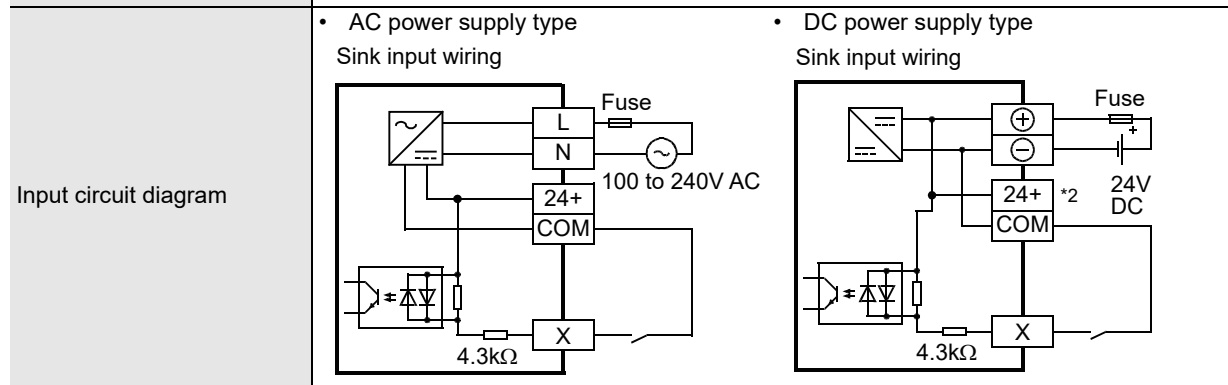 Input circuit diagram
• AC power supply type
Sink input wiring
Fuse
L
N
100 to 240V AC
24+
COM
X
4.3kΩ
• DC power supply type
Sink input wiring
Fuse
+
24+
*2
24V
DC
COM
X
4.3kΩ